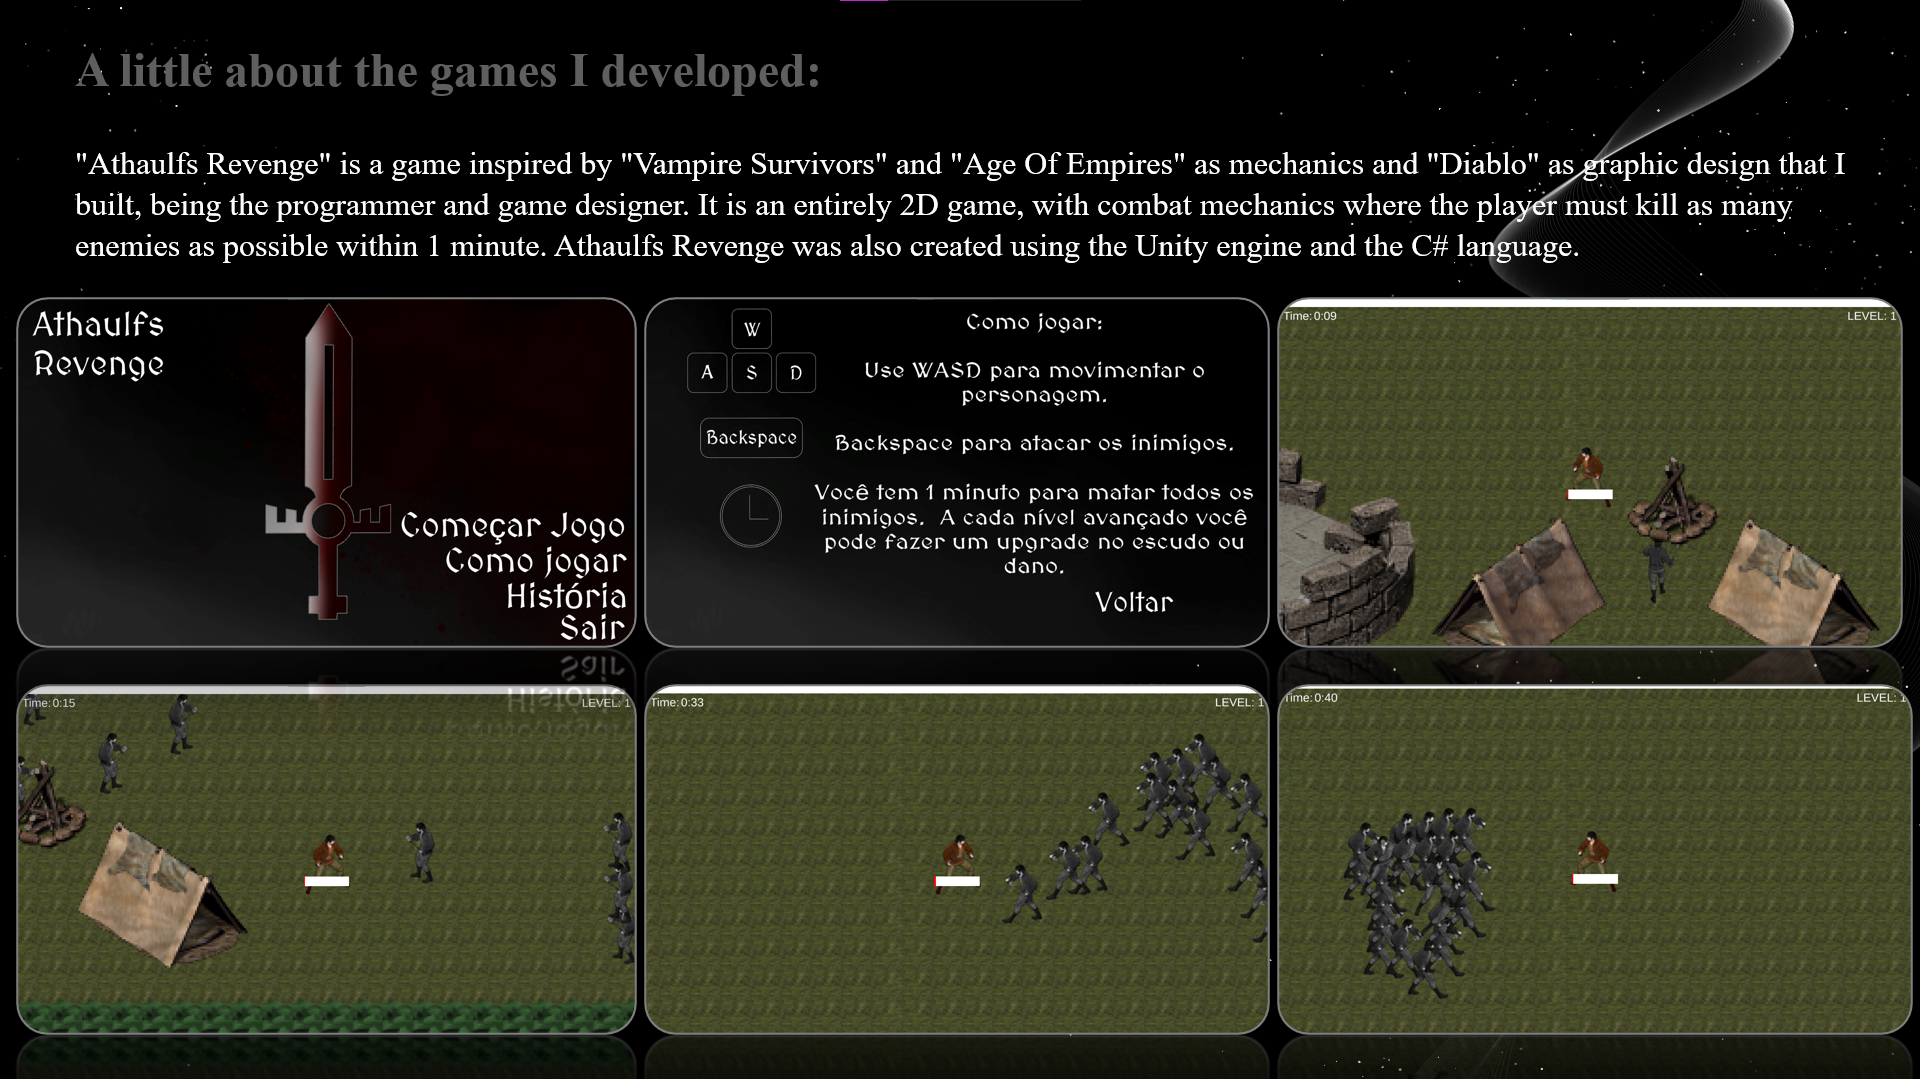 A little about the games I developed:
"Athaulfs Revenge" is a game inspired by "Vampire Survivors" and "Age Of Empires" as mechanics and "Diablo" as graphic design that I
built, being the programmer and game designer. It is an entirely 2D game, with combat mechanics where the player must kill as many
enemies as possible within 1 minute. Athaulfs Revenge was also created using the Unity engine and the C# language.
Athaulfs
Revenge
Começar Jogo
Como jogar
História
Sair
W
A S D
Backspace
Como jogar:
Use WASD para movimentar o
personagem.
Backspace para atacar os inimigos.
Você tem 1 minuto para matar todos os
inimigos. A cada nível avançado você
pode fazer um upgrade no escudo ou
dano.
Voltar
Time: 0:09
LEVEL: 1
Time: 0:15
LEVEL: 1
Time: 0:33
LEVEL: 1
Time: 0:40
LEVEL: 1